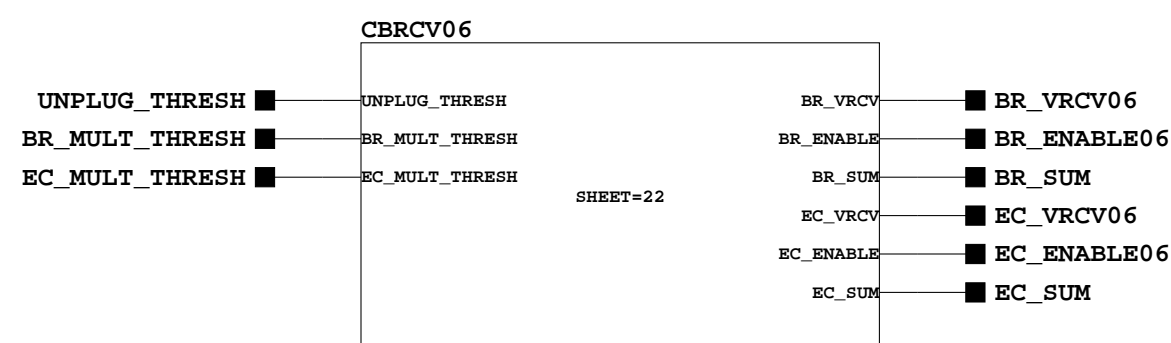 CBRCV06
UNPLUG_THRESH UNPLUG_THRESH BR_VRCV BR_VRCV06
BR_MULT_THRESH BR_MULT_THRESH BR_ENABLE BR_ENABLE06
EC_MULT_THRESH EC_MULT_THRESH BR_SUM BR_SUM
SHEET=22
EC_VRCV EC_VRCV06
EC_ENABLE EC_ENABLE06
EC_SUM EC_SUM